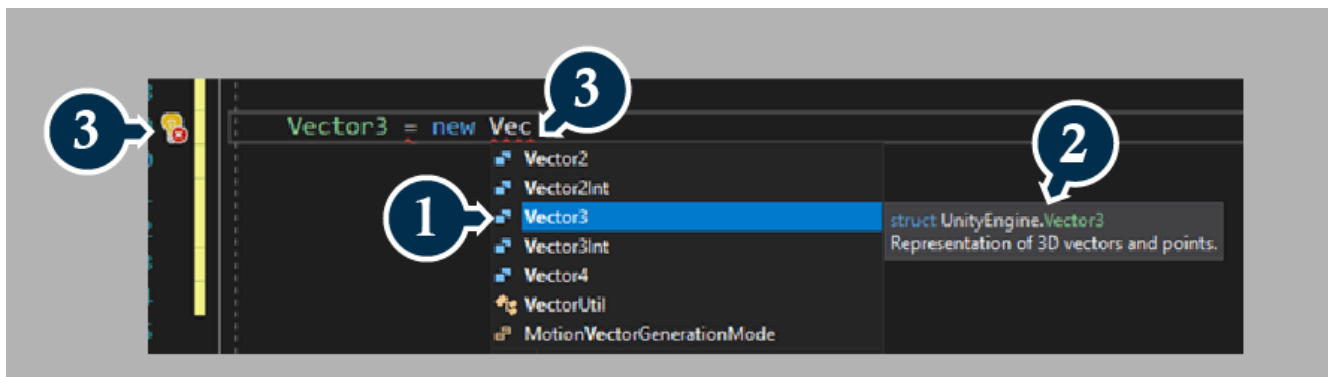 3
3
Vector3 = new Vec
2
Vector2
Vector2Int
1
Vector3
struct UnityEngine.Vector3
Vector3Int
Representation of 3D vectors and points.
Vector4
VectorUtil
MotionVectorGenerationMode